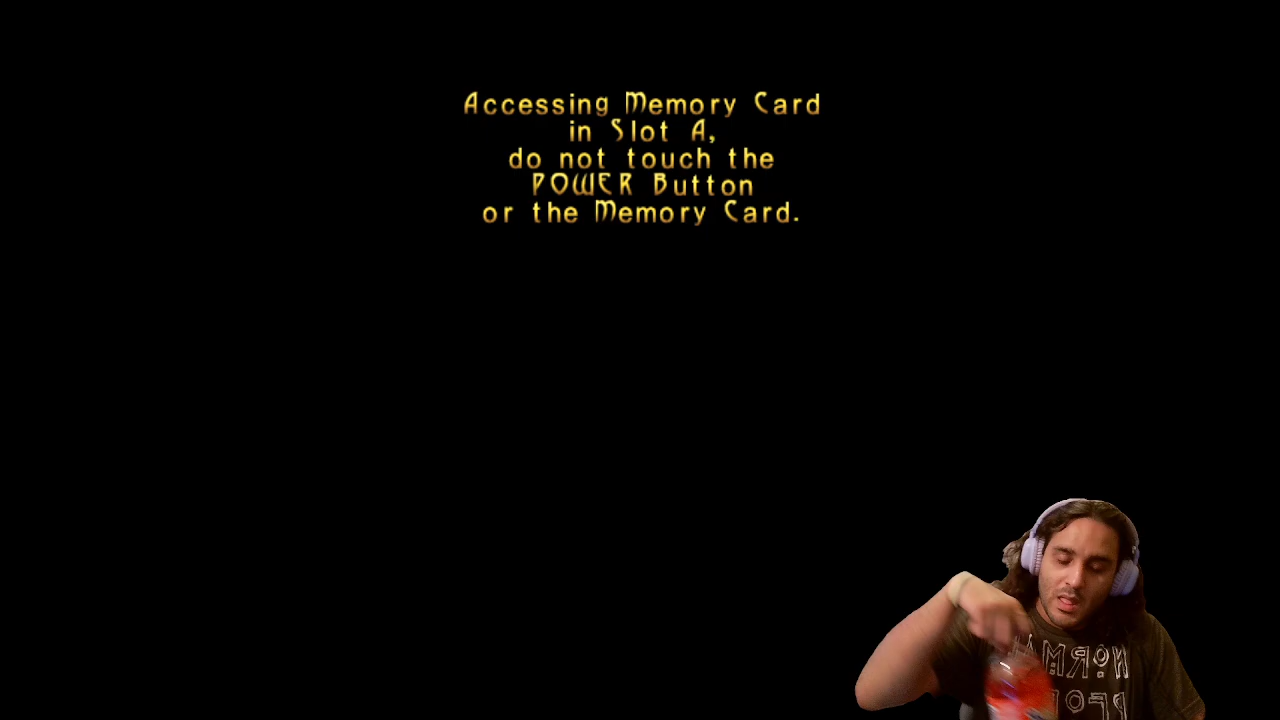 Accessing Memory Card
in Slot A,
do not touch the
POWER Button
or the Memory Card.